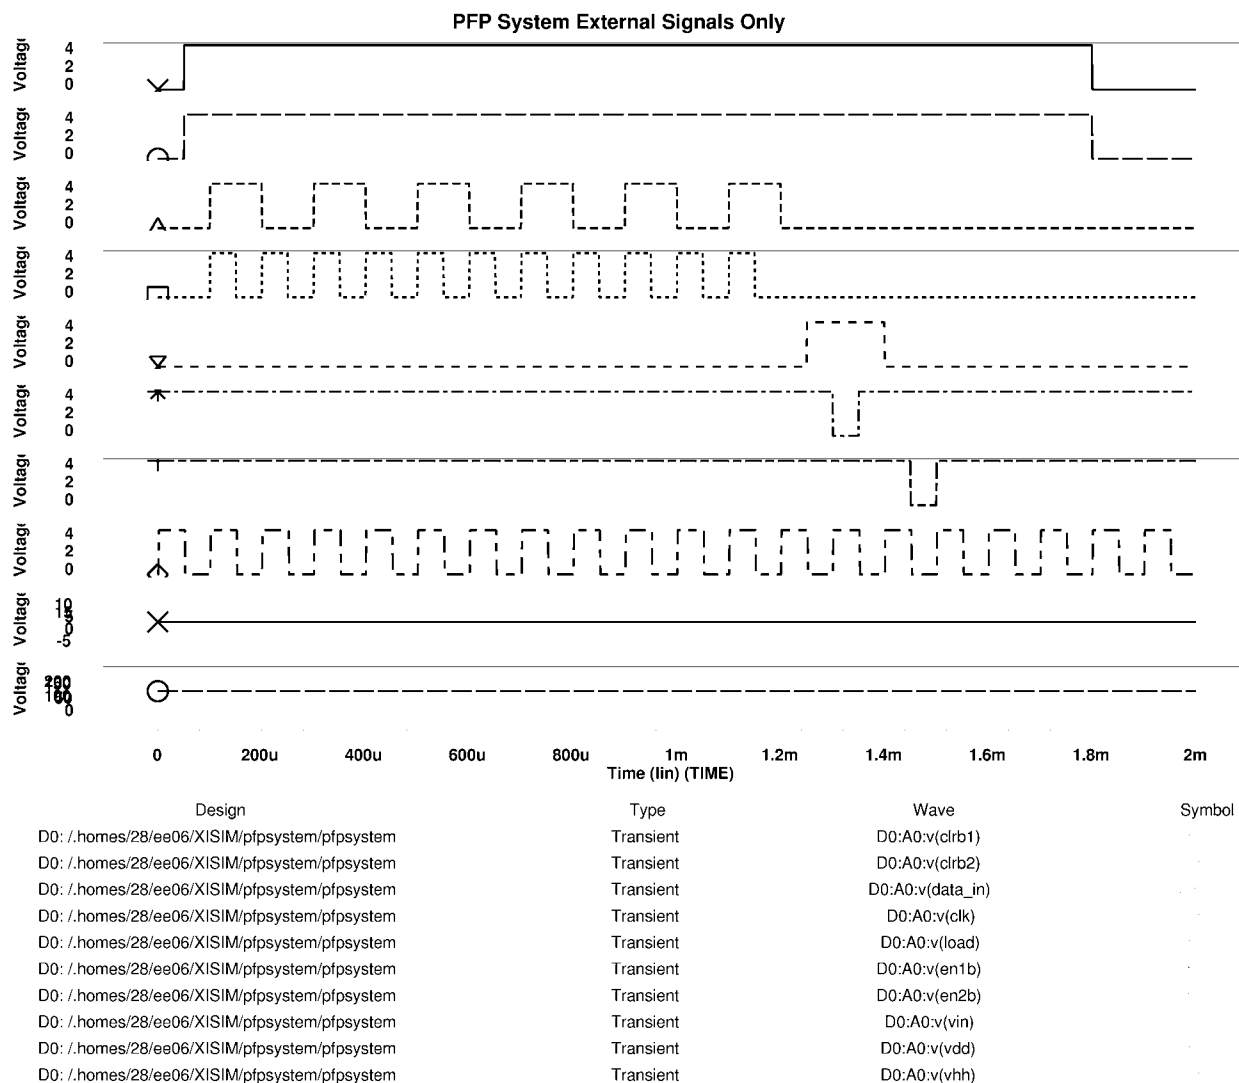 PFP System External Signals Only
Voltage 4 2 0
Voltage 4 2 0
Voltage 4 2 0
Voltage 4 2 0
Voltage 4 2 0
Voltage 4 2 0
Voltage 4 2 0
Voltage 4 2 0
Voltage 10 0 -5
Voltage 200 0
0 200u 400u 600u 800u 1m 1.2m 1.4m 1.6m 1.8m 2m
Time (lin) (TIME)
Design Type Wave Symbol
D0: /.homes/28/ee06/XISIM/pfpsystem/pfpsystem Transient D0:A0:v(clrb1)
D0: /.homes/28/ee06/XISIM/pfpsystem/pfpsystem Transient D0:A0:v(clrb2)
D0: /.homes/28/ee06/XISIM/pfpsystem/pfpsystem Transient D0:A0:v(data_in)
D0: /.homes/28/ee06/XISIM/pfpsystem/pfpsystem Transient D0:A0:v(clk)
D0: /.homes/28/ee06/XISIM/pfpsystem/pfpsystem Transient D0:A0:v(load)
D0: /.homes/28/ee06/XISIM/pfpsystem/pfpsystem Transient D0:A0:v(en1b)
D0: /.homes/28/ee06/XISIM/pfpsystem/pfpsystem Transient D0:A0:v(en2b)
D0: /.homes/28/ee06/XISIM/pfpsystem/pfpsystem Transient D0:A0:v(vin)
D0: /.homes/28/ee06/XISIM/pfpsystem/pfpsystem Transient D0:A0:v(vdd)
D0: /.homes/28/ee06/XISIM/pfpsystem/pfpsystem Transient D0:A0:v(vhh)